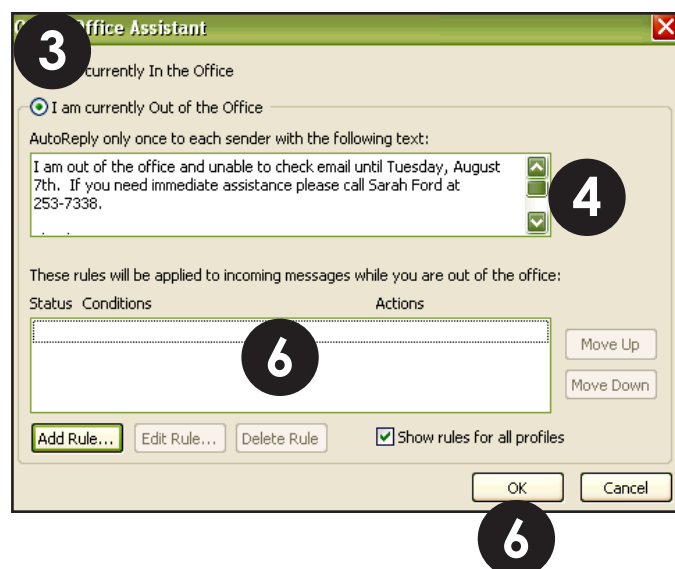 ffice Assistant
3
currently In the Office
I am currently Out of the Office
AutoReply only once to each sender with the following text:
I am out of the office and unable to check email until Tuesday, August
7th. If you need immediate assistance please call Sarah Ford at
253-7338.
4
These rules will be applied to incoming messages while you are out of the office:
Status Conditions Actions
6
Move Up
Move Down
Add Rule... Edit Rule... Delete Rule Show rules for all profiles
OK Cancel
6